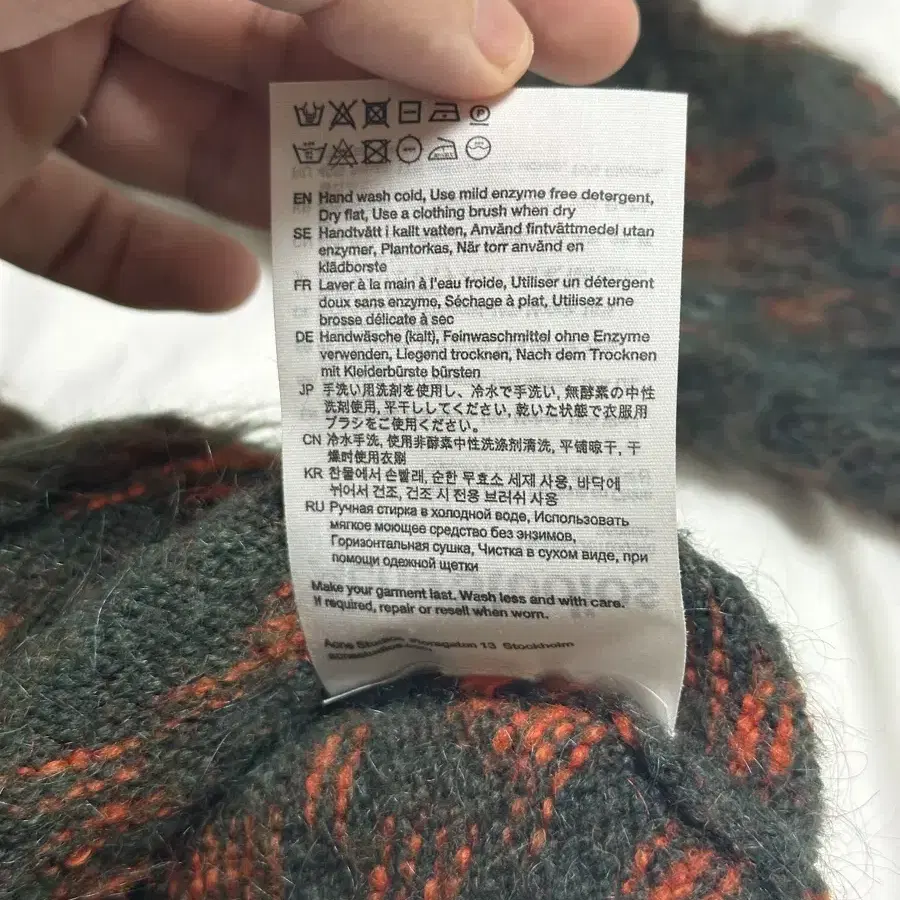 EN Hand wash cold, Use mild enzyme free detergent,
Dry flat, Use a clothing brush when dry
SE Handtvätt i kallt vatten, Använd fintvättmedel utan
enzymer, Plantorkas, När torr använd en
klädborste
FR Laver à la main à l'eau froide, Utiliser un détergent
doux sans enzyme, Séchage à plat, Utilisez une
brosse délicate à sec
DE Handwäsche (kalt), Feinwaschmittel ohne Enzyme
verwenden, Liegend trocknen, Nach dem Trocknen
mit Kleiderbürste bürsten
JP 手洗い用洗剤を使用し、冷水で手洗い, 無酵素の中性
洗剤使用, 平干ししてください, 乾いた状態で衣服用
ブラシをご使用ください。
CN 冷水手洗, 使用非酵素中性洗涤剂清洗, 平铺晾干, 干
燥时使用衣刷
KR 찬물에서 손빨래, 순한 무효소 세제 사용, 바닥에
뉘어서 건조, 건조 시 전용 브러쉬 사용
RU Ручная стирка в холодной воде, Использовать
мягкое моющее средство без энзимов,
Горизонтальная сушка, Чистка в сухом виде, при
помощи одежной щетки
Make your garment last. Wash less and with care.
If required, repair or resell when worn.
Acne Studios, 13 Stockholm